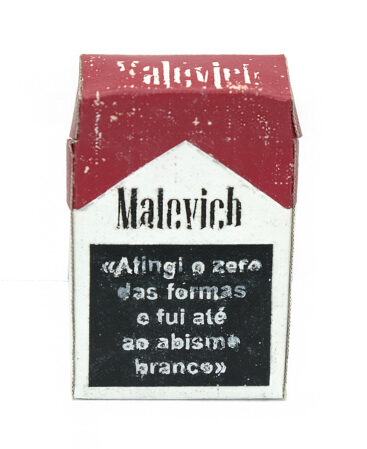 Malevich
Malevich
«Atingi o zero
das formas
e fui até
ao abismo
branco»